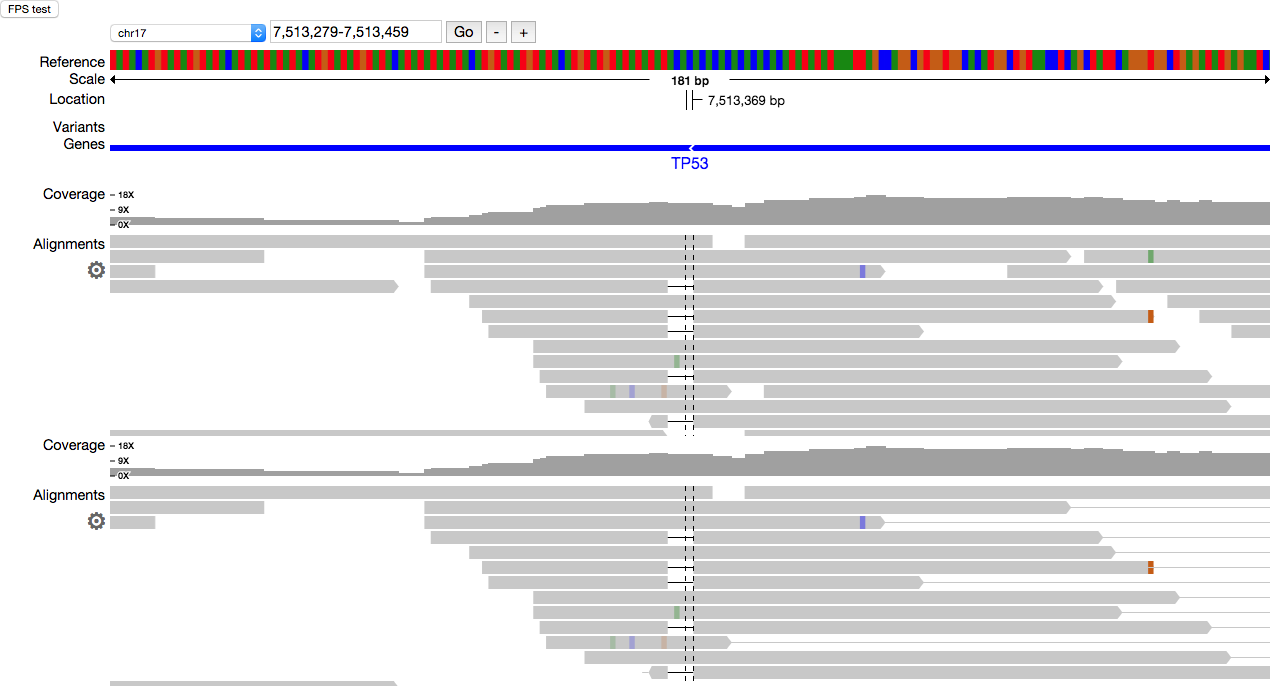 FPS test
chr17 7,513,279-7,513,459 Go - +
Reference
Scale 181 bp
Location 7,513,369 bp
Variants
Genes
TP53
Coverage 18X
9X
0X
Alignments
Coverage 18X
9X
0X
Alignments